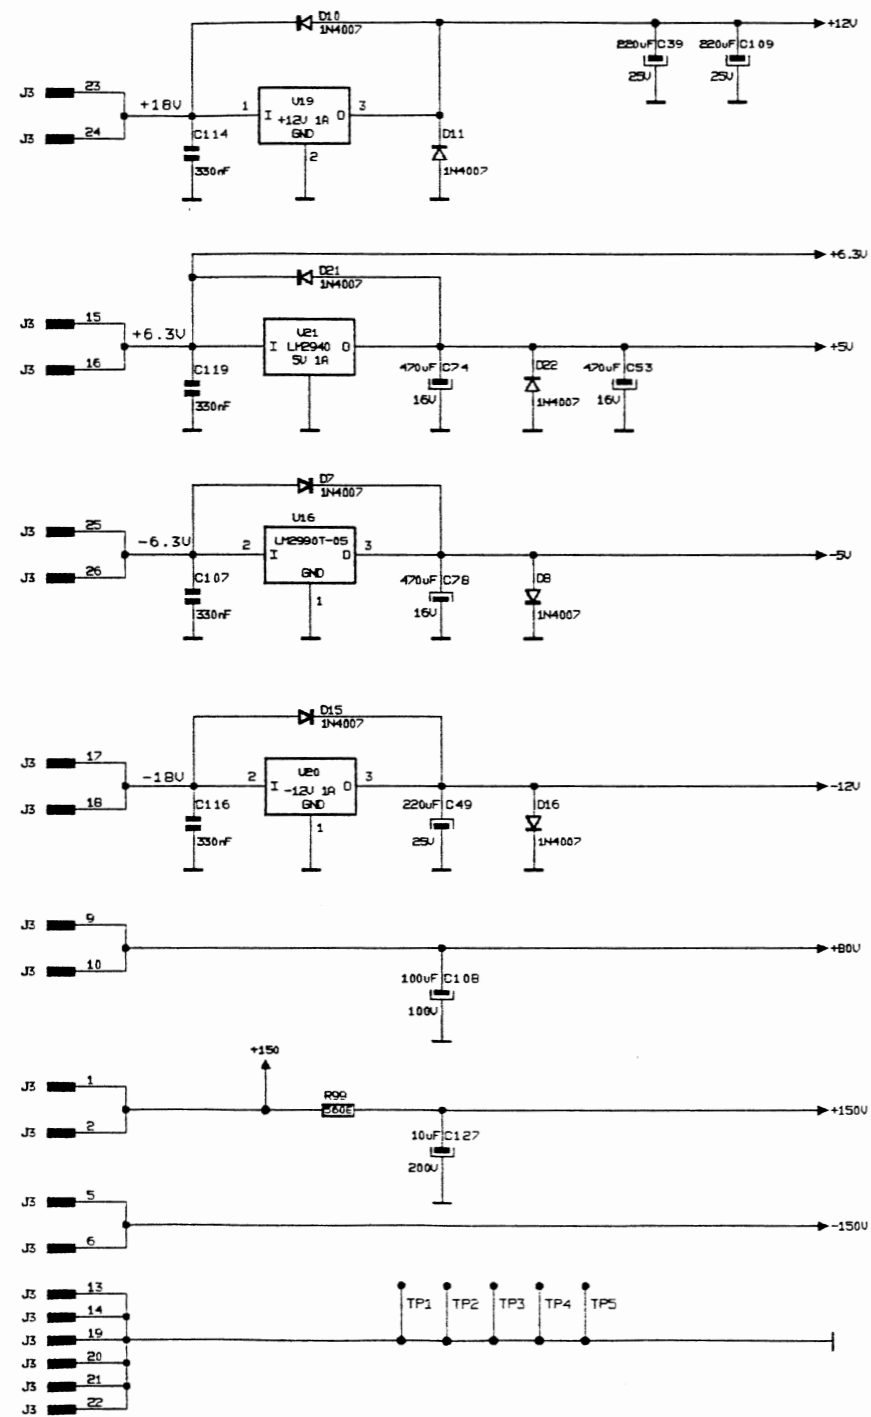 D10
1N4007
+12V
220uF C39
25V
220uF C109
25V
J3 23
+18V
1
U19
I +12V 1A O
GND
3
2
J3 24
C114
330nF
D11
1N4007
+6.3V
D21
1N4007
J3 15
+6.3V
U21
I LM2940 O
5V 1A
+5V
J3 16
C119
330nF
470uF C74
16V
D22
1N4007
470uF C53
16V
D7
1N4007
J3 25
-6.3V
2
U16
LM2990T-05
I O
GND
3
1
-5V
J3 26
C107
330nF
470uF C78
16V
D8
1N4007
D15
1N4007
J3 17
-18V
2
U20
I -12V 1A O
GND
3
1
-12V
J3 18
C116
330nF
220uF C49
25V
D16
1N4007
J3 9
+80V
J3 10
100uF C108
100V
+150
J3 1
R99
560E
+150V
J3 2
10uF C127
200V
J3 5
-150V
J3 6
J3 13
J3 14
TP1 TP2 TP3 TP4 TP5
J3 19
J3 20
J3 21
J3 22